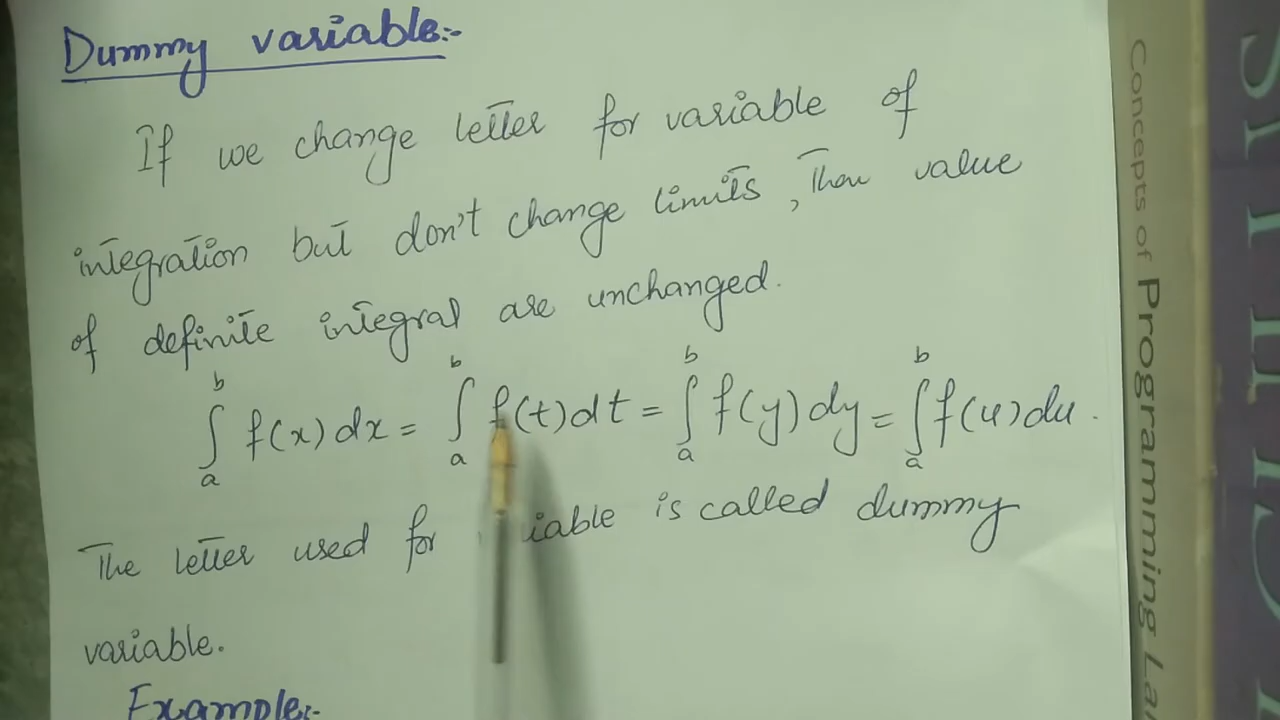 Dummy variable:-
If we change letter for variable of
integration but don't change limits, Then value
of definite integral are unchanged.
∫_a^b f(x)dx = ∫_a^b f(t)dt = ∫_a^b f(y)dy = ∫_a^b f(u)du.
The letter used for iable is called dummy
variable.
Example:-
Concepts of Programming La